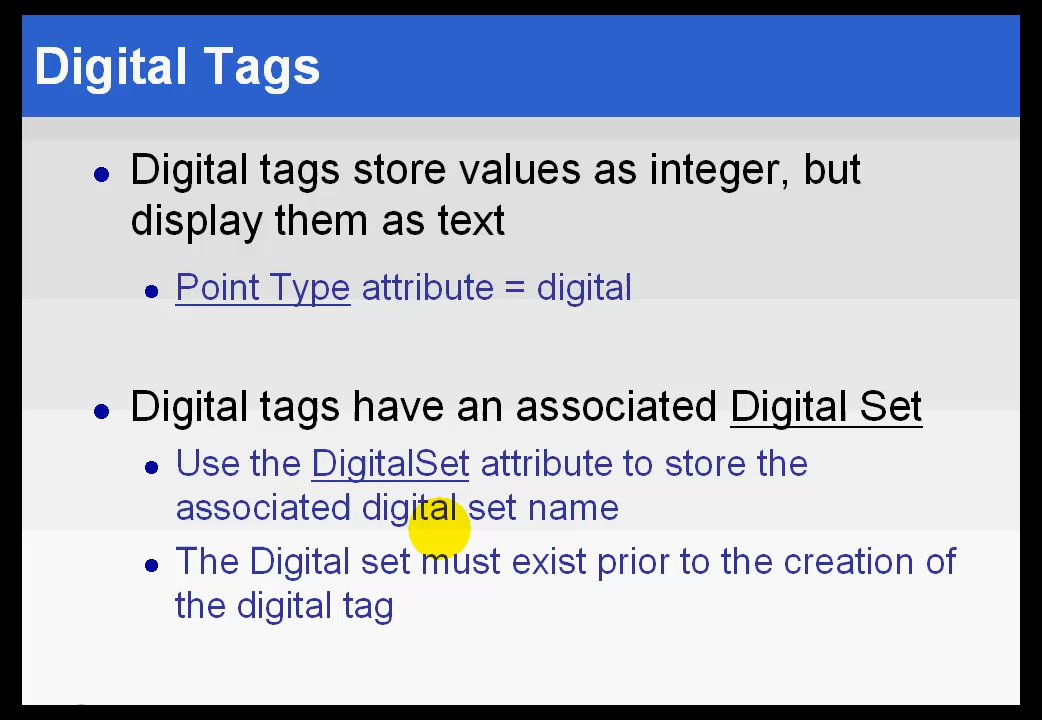 Digital Tags
Digital tags store values as integer, but
display them as text
Point Type attribute = digital
Digital tags have an associated Digital Set
Use the DigitalSet attribute to store the
associated digital set name
The Digital set must exist prior to the creation of
the digital tag